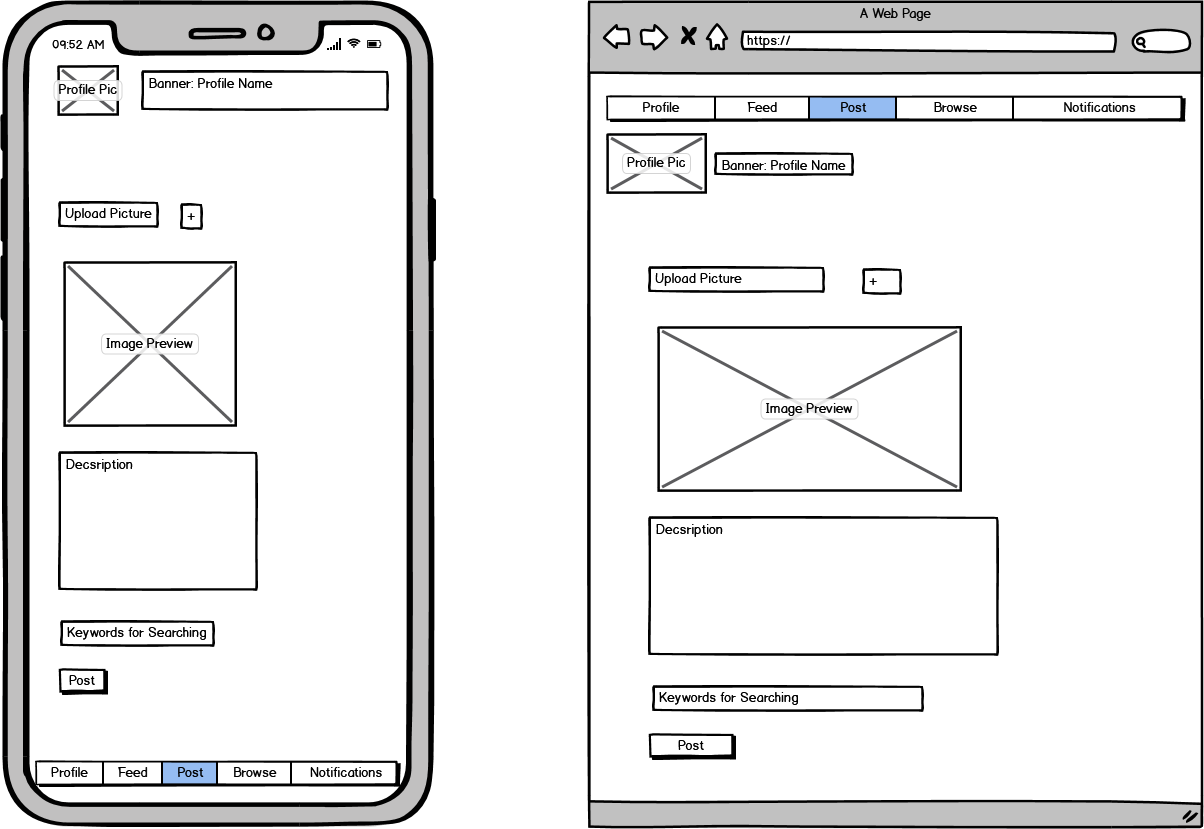 09:52 AM
Profile Pic
Banner: Profile Name
Upload Picture
+
Image Preview
Decsription
Keywords for Searching
Post
Profile Feed Post Browse Notifications
A Web Page
https://
Profile Feed Post Browse Notifications
Profile Pic
Banner: Profile Name
Upload Picture
+
Image Preview
Decsription
Keywords for Searching
Post